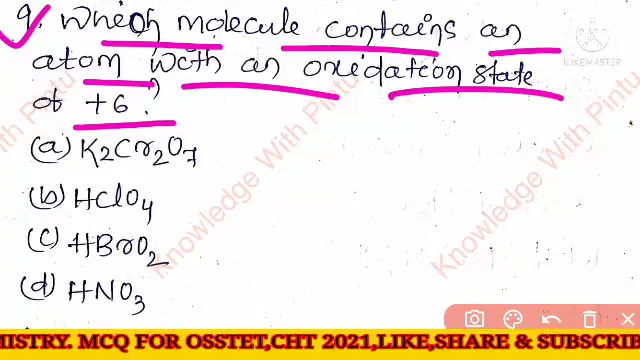 9. Which molecule contains an
KINEMASTER
atom with an oxidation state
of +6?
(a) K2Cr2O7
(b) HClO4
(c) HBrO2
(d) HNO3
Knowledge With Pintu
Knowledge With Pintu
MISTRY. MCQ FOR OSSTET,CHT 2021,LIKE,SHARE & SUBSCRIBE